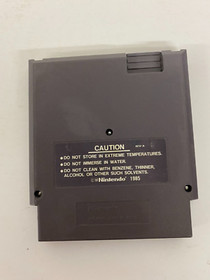 CAUTION
• DO NOT STORE IN EXTREME TEMPERATURES.
• DO NOT IMMERSE IN WATER.
• DO NOT CLEAN WITH BENZENE, THINNER,
ALCOHOL OR OTHER SUCH SOLVENTS.
Nintendo 1985